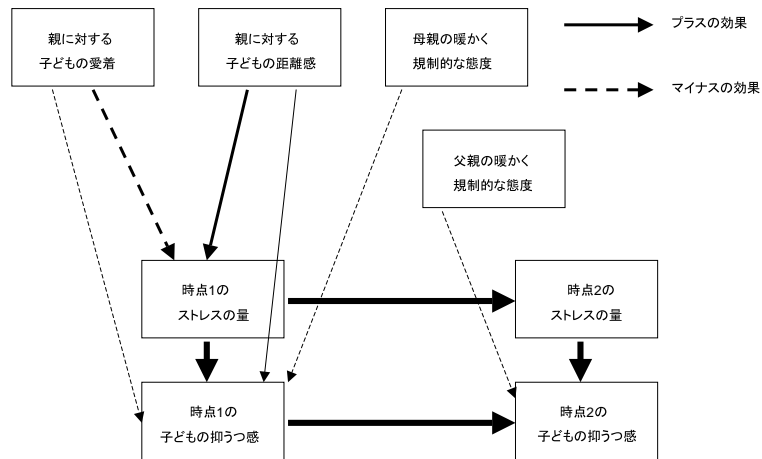 親に対する
子どもの愛着
親に対する
子どもの距離感
母親の暖かく
規制的な態度
プラスの効果
マイナスの効果
父親の暖かく
規制的な態度
時点1の
ストレスの量
時点2の
ストレスの量
時点1の
子どもの抑うつ感
時点2の
子どもの抑うつ感